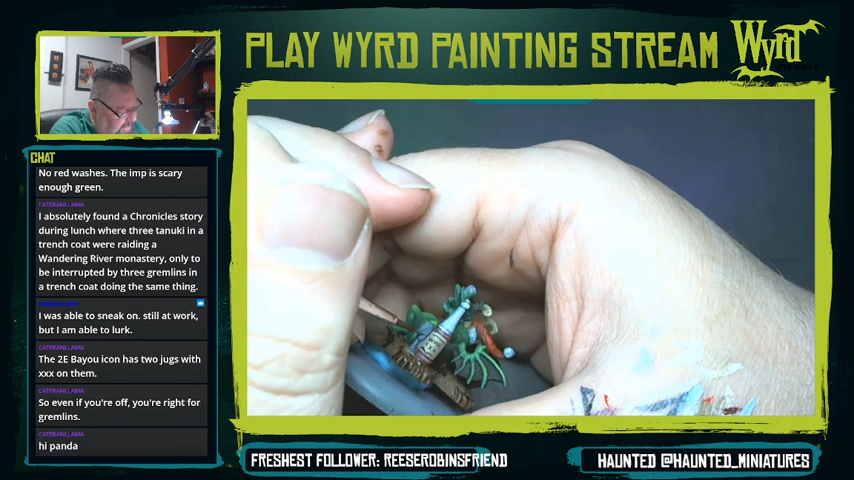 PLAY WYRD PAINTING STREAM
Wyrd
CHAT
No red washes. The imp is scary
enough green.
CATERANLLAMA
I absolutely found a Chronicles story
during lunch where three tanuki in a
trench coat were raiding a
Wandering River monastery, only to
be interrupted by three gremlins in
a trench coat doing the same thing.
I was able to sneak on. still at work,
but I am able to lurk.
CATERANLLAMA
The 2E Bayou icon has two jugs with
xxx on them.
CATERANLLAMA
So even if you're off, you're right for
gremlins.
CATERANLLAMA
hi panda
FRESHEST FOLLOWER: REESEROBINSFRIEND
HAUNTED @HAUNTED_MINIATURES